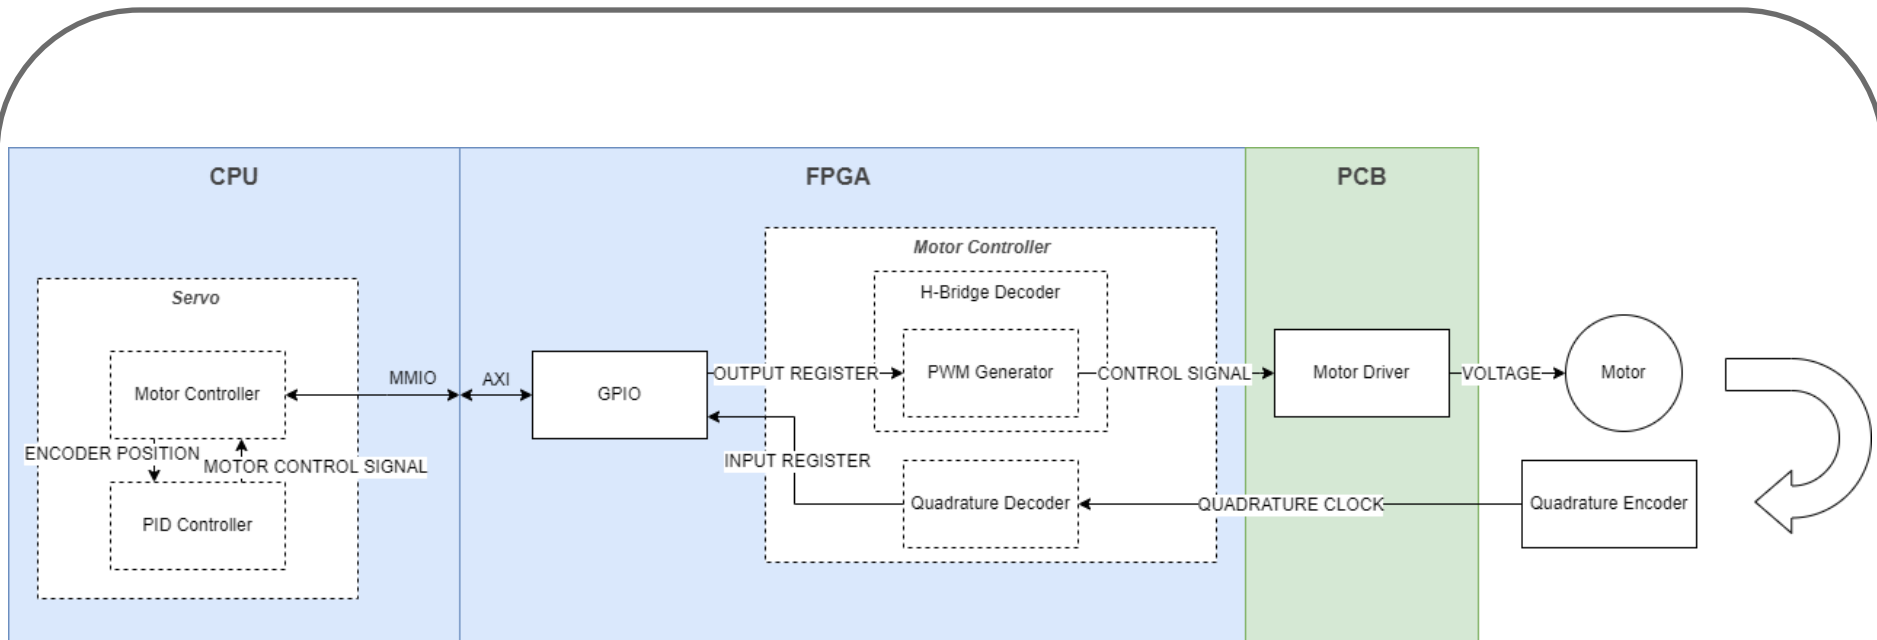 CPU
FPGA
PCB
Servo
Motor Controller
ENCODER POSITION
MOTOR CONTROL SIGNAL
PID Controller
MMIO
AXI
GPIO
Motor Controller
H-Bridge Decoder
OUTPUT REGISTER
PWM Generator
CONTROL SIGNAL
INPUT REGISTER
Quadrature Decoder
Motor Driver
VOLTAGE
Motor
QUADRATURE CLOCK
Quadrature Encoder